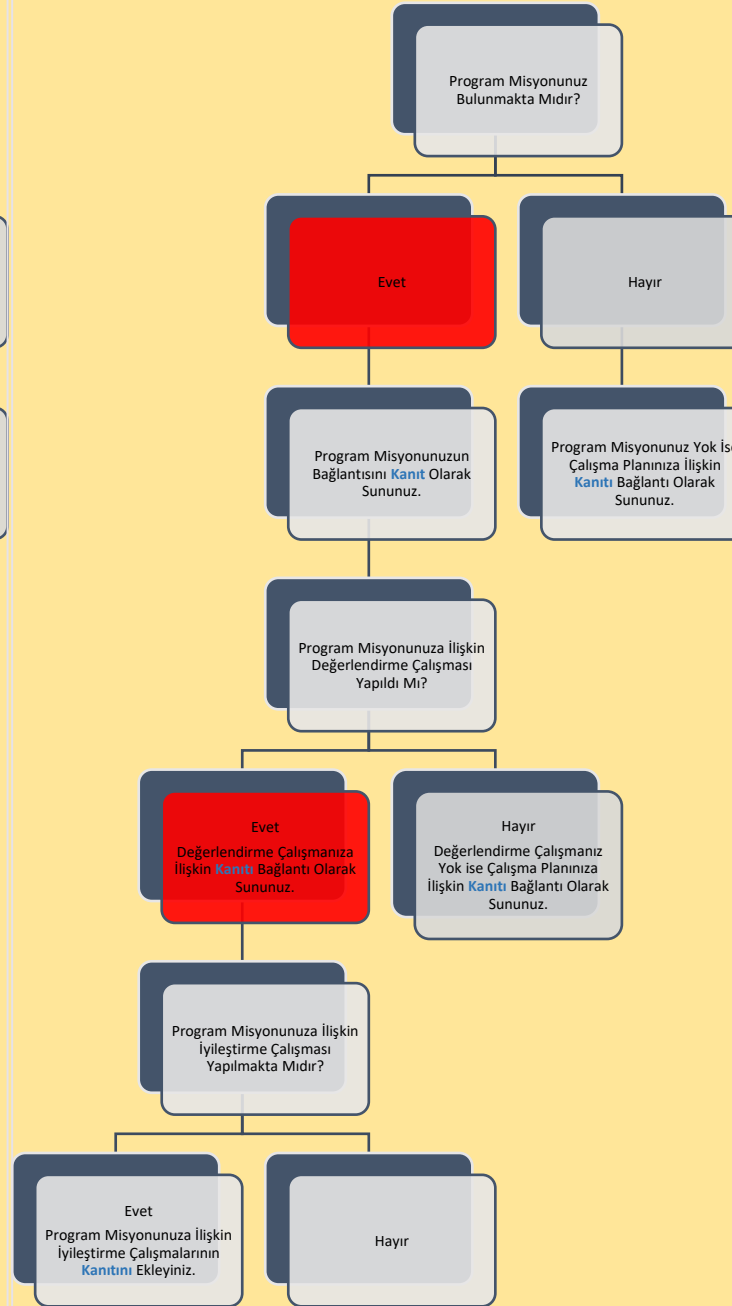 Program Misyonunuz
Bulunmakta Mıdır?
Evet
Hayır
Program Misyonunuzun
Bağlantısını Kanıt Olarak
Sununuz.
Program Misyonunuz Yok İse
Çalışma Planınıza İlişkin
Kanıtı Bağlantı Olarak
Sununuz.
Program Misyonunuza İlişkin
Değerlendirme Çalışması
Yapıldı Mı?
Evet
Değerlendirme Çalışmanıza
İlişkin Kanıtı Bağlantı Olarak
Sununuz.
Hayır
Değerlendirme Çalışmanız
Yok ise Çalışma Planınıza
İlişkin Kanıtı Bağlantı Olarak
Sununuz.
Program Misyonunuza İlişkin
İyileştirme Çalışması
Yapılmakta Mıdır?
Evet
Program Misyonunuza İlişkin
İyileştirme Çalışmalarının
Kanıtını Ekleyiniz.
Hayır